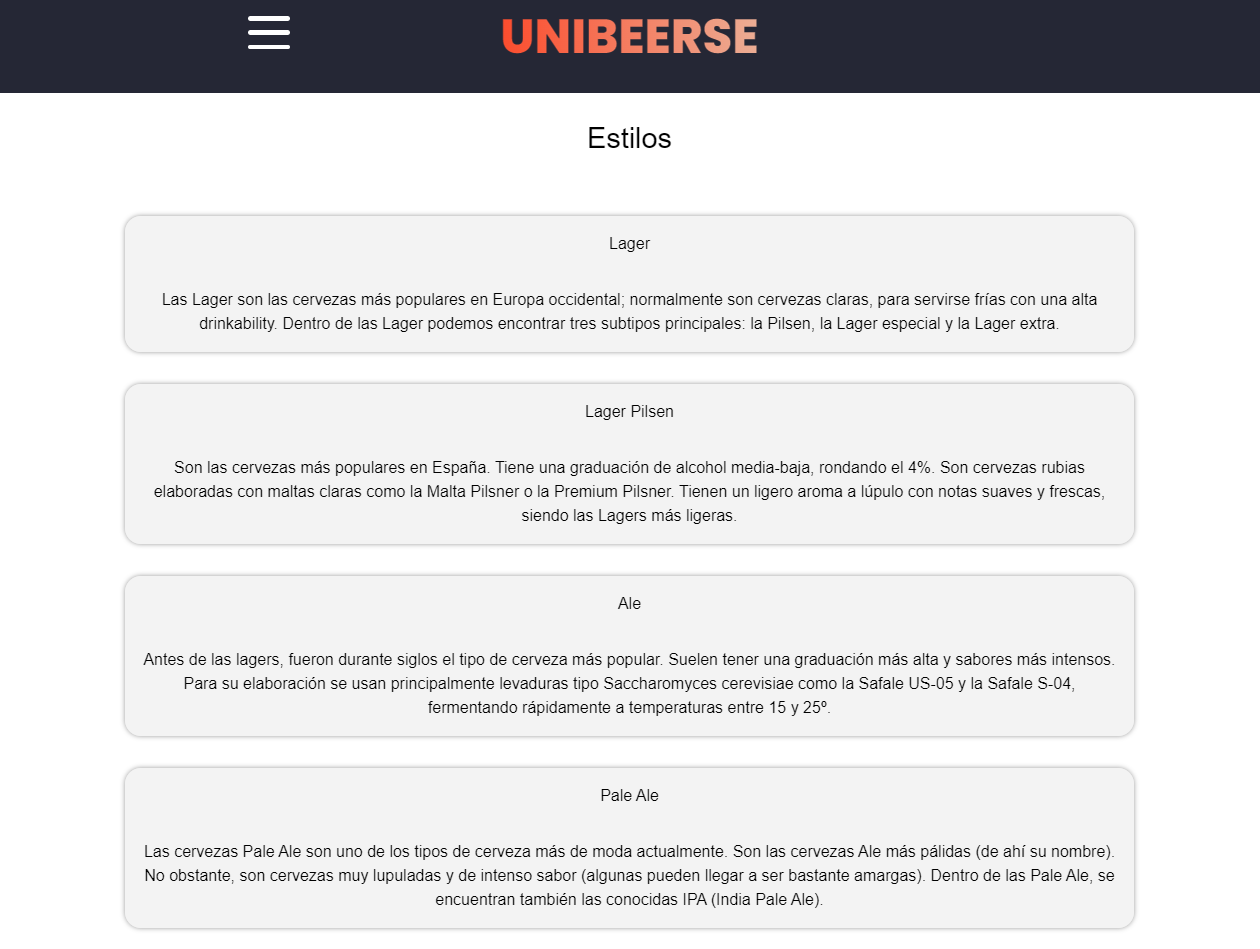 UNIBEERSE
Estilos
Lager
Las Lager son las cervezas más populares en Europa occidental; normalmente son cervezas claras, para servirse frías con una alta
drinkability. Dentro de las Lager podemos encontrar tres subtipos principales: la Pilsen, la Lager especial y la Lager extra.
Lager Pilsen
Son las cervezas más populares en España. Tiene una graduación de alcohol media-baja, rondando el 4%. Son cervezas rubias
elaboradas con maltas claras como la Malta Pilsner o la Premium Pilsner. Tienen un ligero aroma a lúpulo con notas suaves y frescas,
siendo las Lagers más ligeras.
Ale
Antes de las lagers, fueron durante siglos el tipo de cerveza más popular. Suelen tener una graduación más alta y sabores más intensos.
Para su elaboración se usan principalmente levaduras tipo Saccharomyces cerevisiae como la Safale US-05 y la Safale S-04,
fermentando rápidamente a temperaturas entre 15 y 25º.
Pale Ale
Las cervezas Pale Ale son uno de los tipos de cerveza más de moda actualmente. Son las cervezas Ale más pálidas (de ahí su nombre).
No obstante, son cervezas muy lupuladas y de intenso sabor (algunas pueden llegar a ser bastante amargas). Dentro de las Pale Ale, se
encuentran también las conocidas IPA (India Pale Ale).